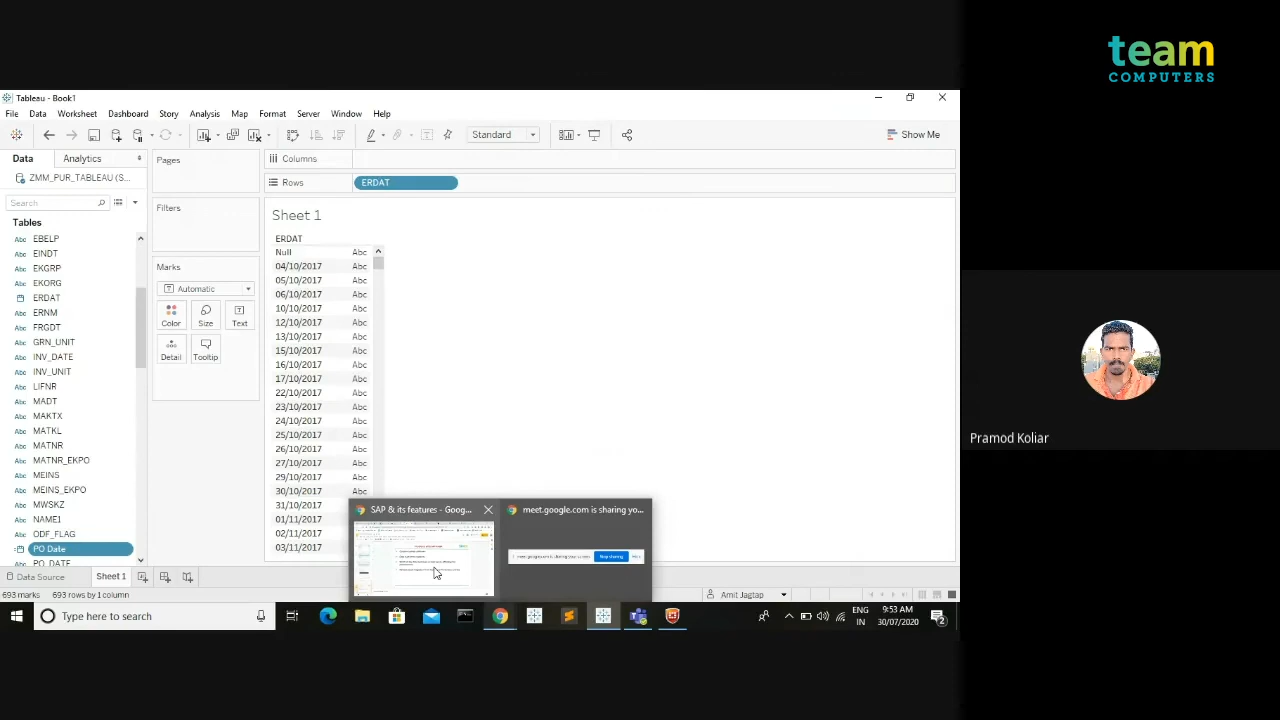 team
COMPUTERS
Tableau - Book1
File Data Worksheet Dashboard Story Analysis Map Format Server Window Help
Standard
Show Me
Data Analytics
Pages
Columns
ZMM_PUR_TABLEAU (S...
Rows
ERDAT
Search
Filters
Sheet 1
Tables
EBELP
EINDT
EKGRP
EKORG
ERDAT
ERNM
FRGDT
GRN_UNIT
INV_DATE
INV_UNIT
LIFNR
MADT
MAKTX
MATKL
MATNR
MATNR_EKPO
MEINS
MEINS_EKPO
MWSKZ
NAME1
ODP_FLAG
PO Date
PO_DATE
Marks
Automatic
Color Size Text
Detail Tooltip
ERDAT
Null Abc
04/10/2017 Abc
05/10/2017 Abc
06/10/2017 Abc
10/10/2017 Abc
12/10/2017 Abc
13/10/2017 Abc
15/10/2017 Abc
16/10/2017 Abc
17/10/2017 Abc
22/10/2017 Abc
23/10/2017 Abc
24/10/2017 Abc
25/10/2017 Abc
26/10/2017 Abc
27/10/2017 Abc
29/10/2017 Abc
30/10/2017 Abc
31/10/2017
01/11/2017
02/11/2017
03/11/2017
SAP & its features - Goog...
meet.google.com is sharing yo...
Stop sharing
Data Source Sheet 1
693 marks 693 rows by 1 column
Amit Jagtap
Type here to search
ENG
IN
9:53 AM
30/07/2020
2
Pramod Koliar